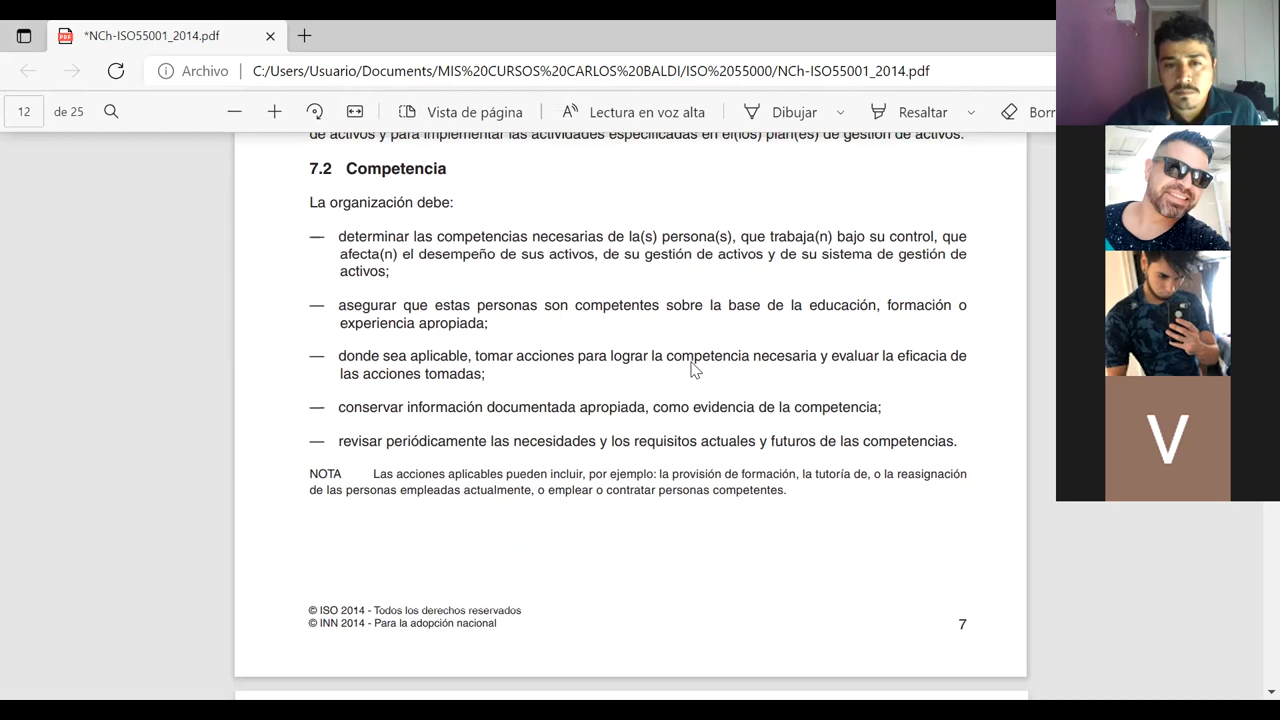 *NCh-ISO55001_2014.pdf
Archivo
C:/Users/Usuario/Documents/MIS%20CURSOS%20CARLOS%20BALDI/ISO%2055000/NCh-ISO55001_2014.pdf
12 de 25
Vista de página
Lectura en voz alta
Dibujar
Resaltar
Borr
de activos y para implementar las actividades especificadas en el(los) plan(es) de gestión de activos.
7.2 Competencia
La organización debe:
— determinar las competencias necesarias de la(s) persona(s), que trabaja(n) bajo su control, que
afecta(n) el desempeño de sus activos, de su gestión de activos y de su sistema de gestión de
activos;
— asegurar que estas personas son competentes sobre la base de la educación, formación o
experiencia apropiada;
— donde sea aplicable, tomar acciones para lograr la competencia necesaria y evaluar la eficacia de
las acciones tomadas;
— conservar información documentada apropiada, como evidencia de la competencia;
— revisar periódicamente las necesidades y los requisitos actuales y futuros de las competencias.
NOTA Las acciones aplicables pueden incluir, por ejemplo: la provisión de formación, la tutoría de, o la reasignación
de las personas empleadas actualmente, o emplear o contratar personas competentes.
© ISO 2014 - Todos los derechos reservados
© INN 2014 - Para la adopción nacional
7
V